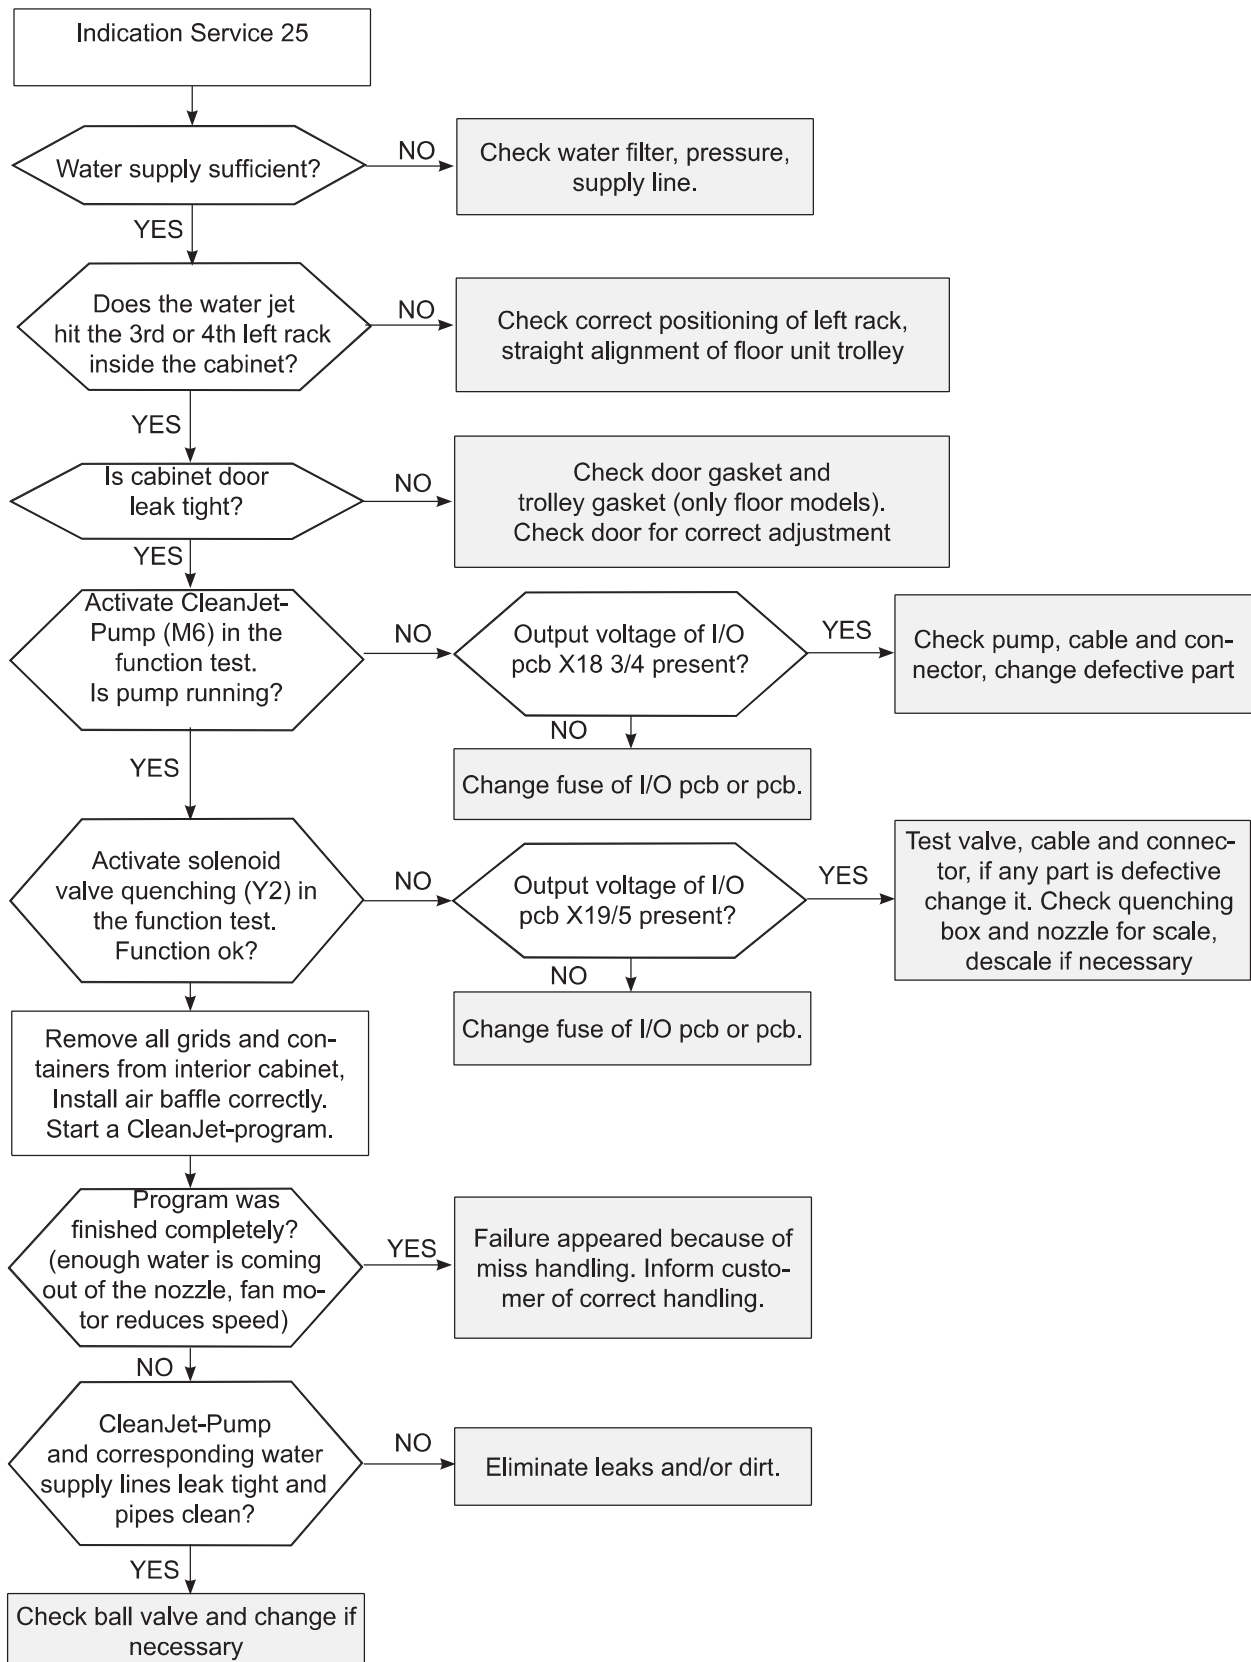 Indication Service 25
Water supply sufficient?
NO
Check water filter, pressure,
supply line.
YES
Does the water jet
hit the 3rd or 4th left rack
inside the cabinet?
NO
Check correct positioning of left rack,
straight alignment of floor unit trolley
YES
Is cabinet door
leak tight?
NO
Check door gasket and
trolley gasket (only floor models).
Check door for correct adjustment
YES
Activate CleanJet-
Pump (M6) in the
function test.
Is pump running?
NO
Output voltage of I/O
pcb X18 3/4 present?
YES
Check pump, cable and con-
nector, change defective part
NO
Change fuse of I/O pcb or pcb.
YES
Activate solenoid
valve quenching (Y2) in
the function test.
Function ok?
NO
Output voltage of I/O
pcb X19/5 present?
YES
Test valve, cable and connec-
tor, if any part is defective
change it. Check quenching
box and nozzle for scale,
descale if necessary
NO
Change fuse of I/O pcb or pcb.
Remove all grids and con-
tainers from interior cabinet,
Install air baffle correctly.
Start a CleanJet-program.
Program was
finished completely?
(enough water is coming
out of the nozzle, fan mo-
tor reduces speed)
YES
Failure appeared because of
miss handling. Inform custo-
mer of correct handling.
NO
CleanJet-Pump
and corresponding water
supply lines leak tight and
pipes clean?
NO
Eliminate leaks and/or dirt.
YES
Check ball valve and change if
necessary